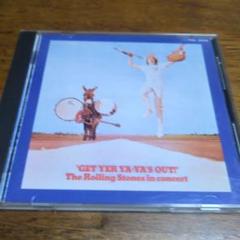 'GET YER YA-YA'S OUT!'
The Rolling Stones in concert